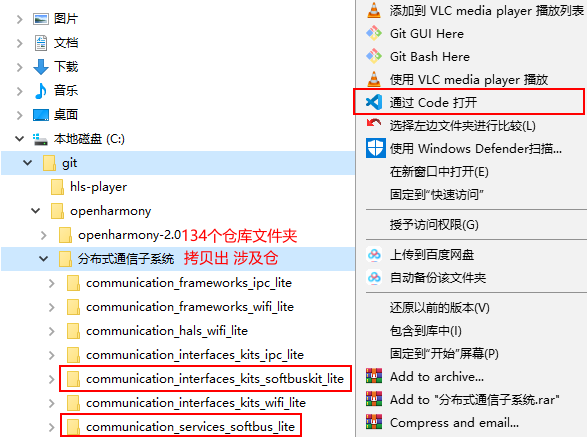 图片
文档
下载
音乐
桌面
本地磁盘 (C:)
git
hls-player
openharmony
openharmony-2.0134个仓库文件夹
分布式通信子系统 拷贝出 涉及仓
communication_frameworks_ipc_lite
communication_frameworks_wifi_lite
communication_hals_wifi_lite
communication_interfaces_kits_ipc_lite
communication_interfaces_kits_softbuskit_lite
communication_interfaces_kits_wifi_lite
communication_services_softbus_lite
添加到 VLC media player 播放列表
Git GUI Here
Git Bash Here
使用 VLC media player 播放
通过 Code 打开
选择左边文件夹进行比较(L)
使用 Windows Defender扫描...
在新窗口中打开(E)
固定到"快速访问"
授予访问权限(G)
上传到百度网盘
自动备份该文件夹
还原以前的版本(V)
包含到库中(I)
固定到"开始"屏幕(P)
Add to archive...
Add to "分布式通信子系统.rar"
Compress and email...